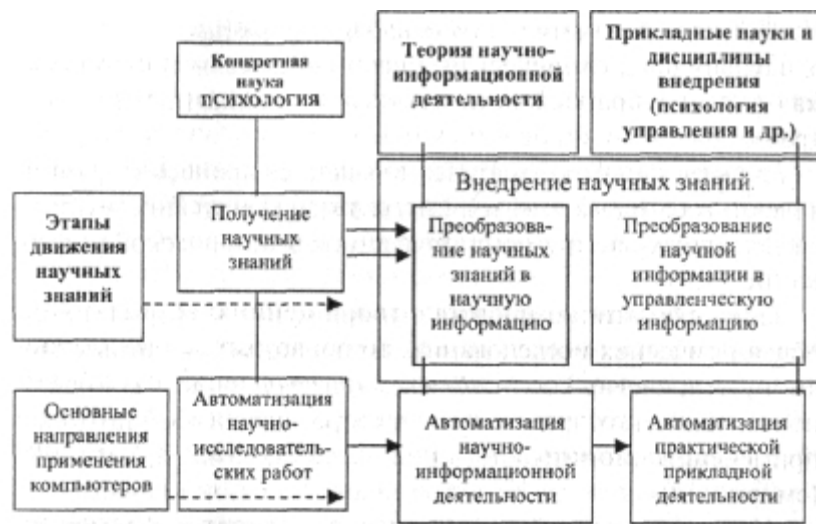 Конкретная
наука
ПСИХОЛОГИЯ
Теория научно-
информационной
деятельности
Прикладные науки и
дисциплины
внедрения
(психология
управления и др.)
Внедрение научных знаний.
Этапы
движения
научных
знаний
Получение
научных
знаний
Преобразова-
ние научных
знаний в
научную
информацию
Преобразование
научной
информации в
управленческую
информацию
Основные
направления
применения
компьютеров
Автоматизация
научно-
исследователь-
ских работ
Автоматизация
научно-
информационной
деятельности
Автоматизация
практической
прикладной
деятельности